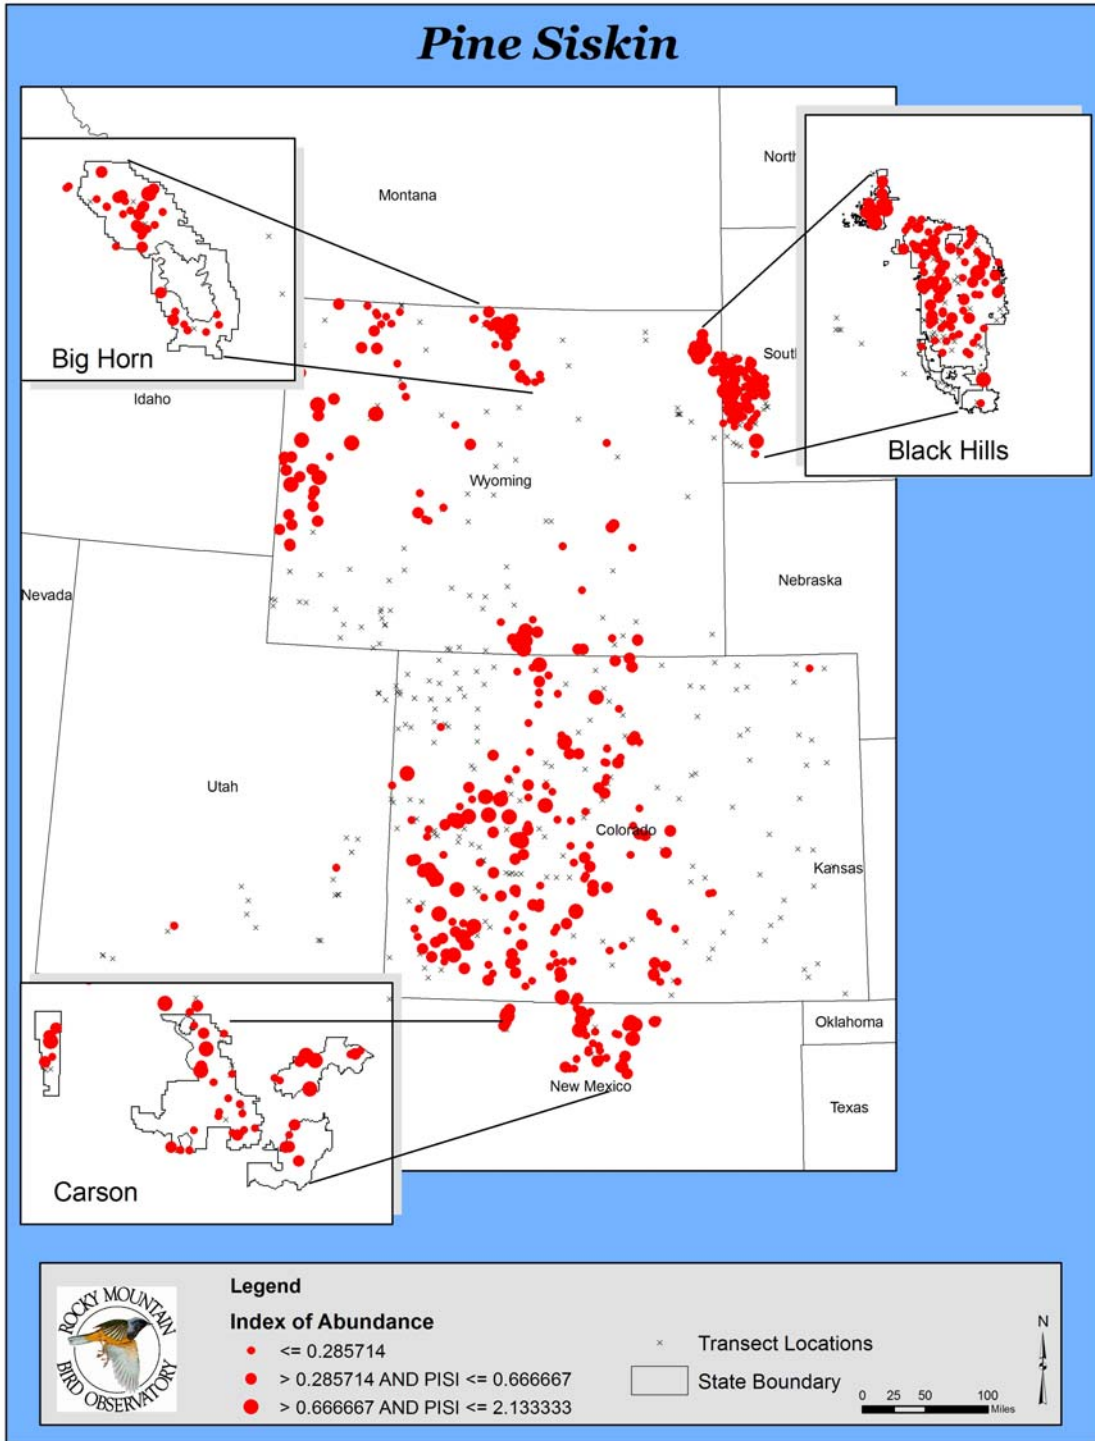 Pine Siskin
Montana
North
Big Horn
Idaho
South
Black Hills
Wyoming
Nebraska
Nevada
Utah
Colorado
Kansas
Oklahoma
New Mexico
Texas
Carson
Legend
Index of Abundance
<= 0.285714
> 0.285714 AND PISI <= 0.666667
> 0.666667 AND PISI <= 2.133333
Transect Locations
State Boundary
N
0 25 50 100
Miles
ROCKY MOUNTAIN
BIRD OBSERVATORY